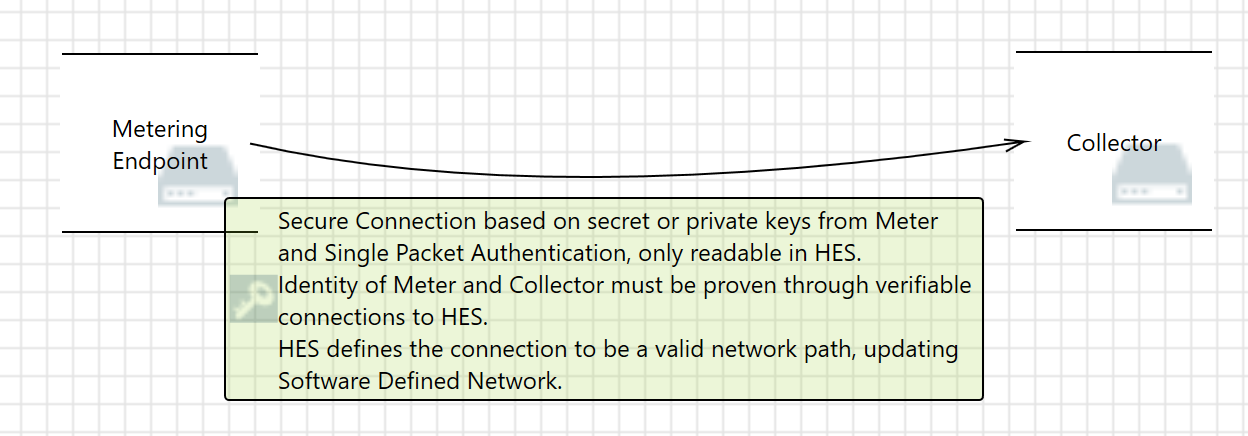 Metering
Endpoint
Collector
Secure Connection based on secret or private keys from Meter
and Single Packet Authentication, only readable in HES.
Identity of Meter and Collector must be proven through verifiable
connections to HES.
HES defines the connection to be a valid network path, updating
Software Defined Network.